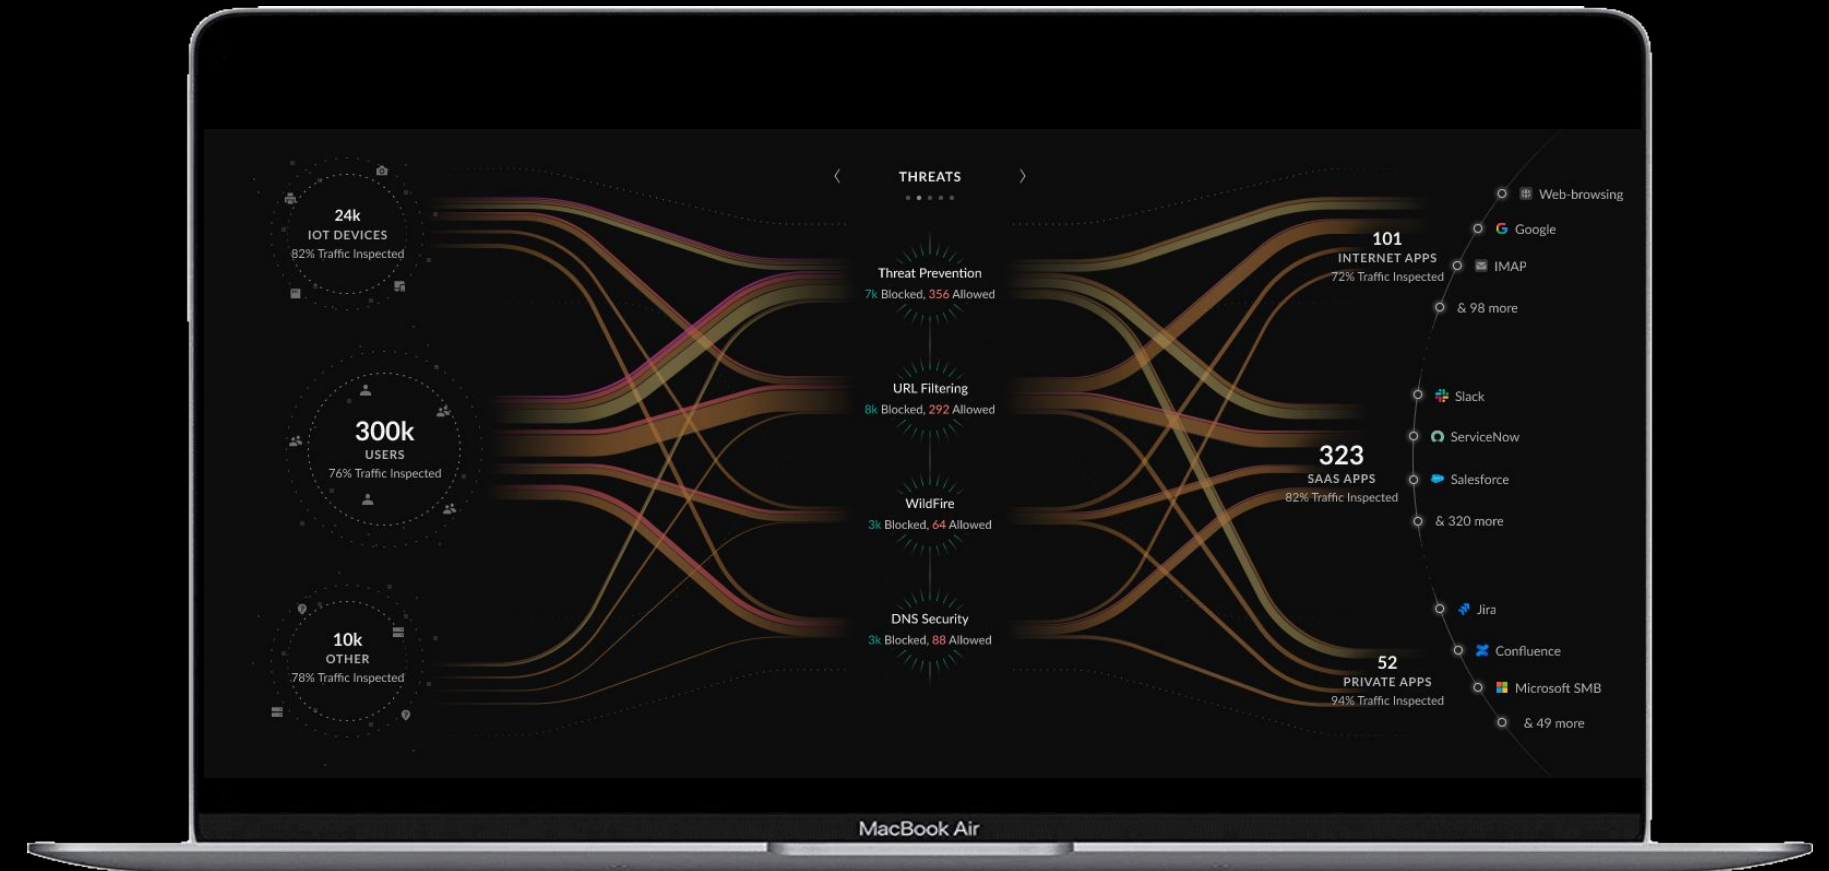 THREATS
24k
IOT DEVICES
82% Traffic Inspected
300k
USERS
76% Traffic Inspected
10k
OTHER
78% Traffic Inspected
Threat Prevention
7k Blocked, 356 Allowed
URL Filtering
8k Blocked, 292 Allowed
WildFire
3k Blocked, 64 Allowed
DNS Security
3k Blocked, 88 Allowed
101
INTERNET APPS
72% Traffic Inspected
323
SAAS APPS
82% Traffic Inspected
52
PRIVATE APPS
94% Traffic Inspected
Web-browsing
Google
IMAP
& 98 more
Slack
ServiceNow
Salesforce
& 320 more
Jira
Confluence
Microsoft SMB
& 49 more
MacBook Air